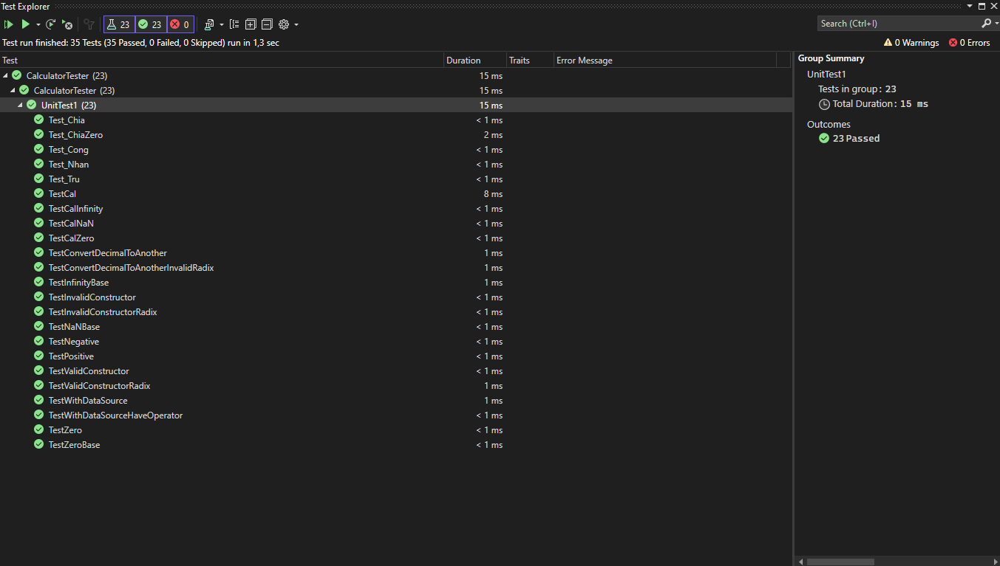 Test Explorer
23 23 0
Search (Ctrl+I)
Test run finished: 35 Tests (35 Passed, 0 Failed, 0 Skipped) run in 1,3 sec
0 Warnings 0 Errors
Test Duration Traits Error Message
CalculatorTester (23) 15 ms
CalculatorTester (23) 15 ms
UnitTest1 (23) 15 ms
Test_Chia < 1 ms
Test_ChiaZero 2 ms
Test_Cong < 1 ms
Test_Nhan < 1 ms
Test_Tru < 1 ms
TestCal 8 ms
TestCalInfinity < 1 ms
TestCalNaN < 1 ms
TestCalZero < 1 ms
TestConvertDecimalToAnother 1 ms
TestConvertDecimalToAnotherInvalidRadix 1 ms
TestInfinityBase 1 ms
TestInvalidConstructor < 1 ms
TestInvalidConstructorRadix < 1 ms
TestNaNBase < 1 ms
TestNegative < 1 ms
TestPositive < 1 ms
TestValidConstructor < 1 ms
TestValidConstructorRadix 1 ms
TestWithDataSource 1 ms
TestWithDataSourceHaveOperator < 1 ms
TestZero < 1 ms
TestZeroBase < 1 ms
Group Summary
UnitTest1
Tests in group: 23
Total Duration: 15 ms
Outcomes
23 Passed